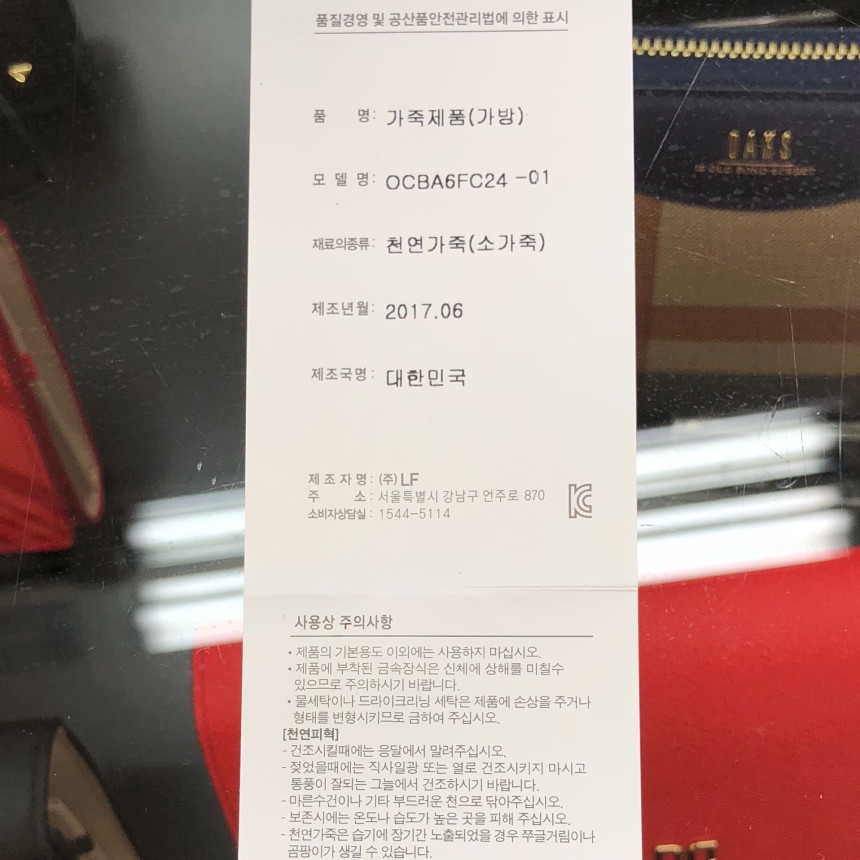 품질경영 및 공산품안전관리법에 의한 표시
품 명: 가죽제품(가방)
모 델 명: OCBA6FC24 -01
재료의종류: 천연가죽(소가죽)
제조년월: 2017.06
제조국명: 대한민국
제 조 자 명 : (주) LF
주 소 : 서울특별시 강남구 언주로 870
소비자상담실 : 1544-5114
사용상 주의사항
• 제품의 기본용도 이외에는 사용하지 마십시오.
• 제품에 부착된 금속장식은 신체에 상해를 미칠수
있으므로 주의하시기 바랍니다.
• 물세탁이나 드라이크리닝 세탁은 제품에 손상을 주거나
형태를 변형시키므로 금하여 주십시오.
[천연피혁]
- 건조시킬때에는 응달에서 말려주십시오.
- 젖었을때에는 직사일광 또는 열로 건조시키지 마시고
통풍이 잘되는 그늘에서 건조하시기 바랍니다.
- 마른수건이나 기타 부드러운 천으로 닦아주십시오.
- 보존시에는 온도나 습도가 높은 곳을 피해 주십시오.
- 천연가죽은 습기에 장기간 노출되었을 경우 쭈글거림이나
곰팡이가 생길 수 있습니다.
DAKS